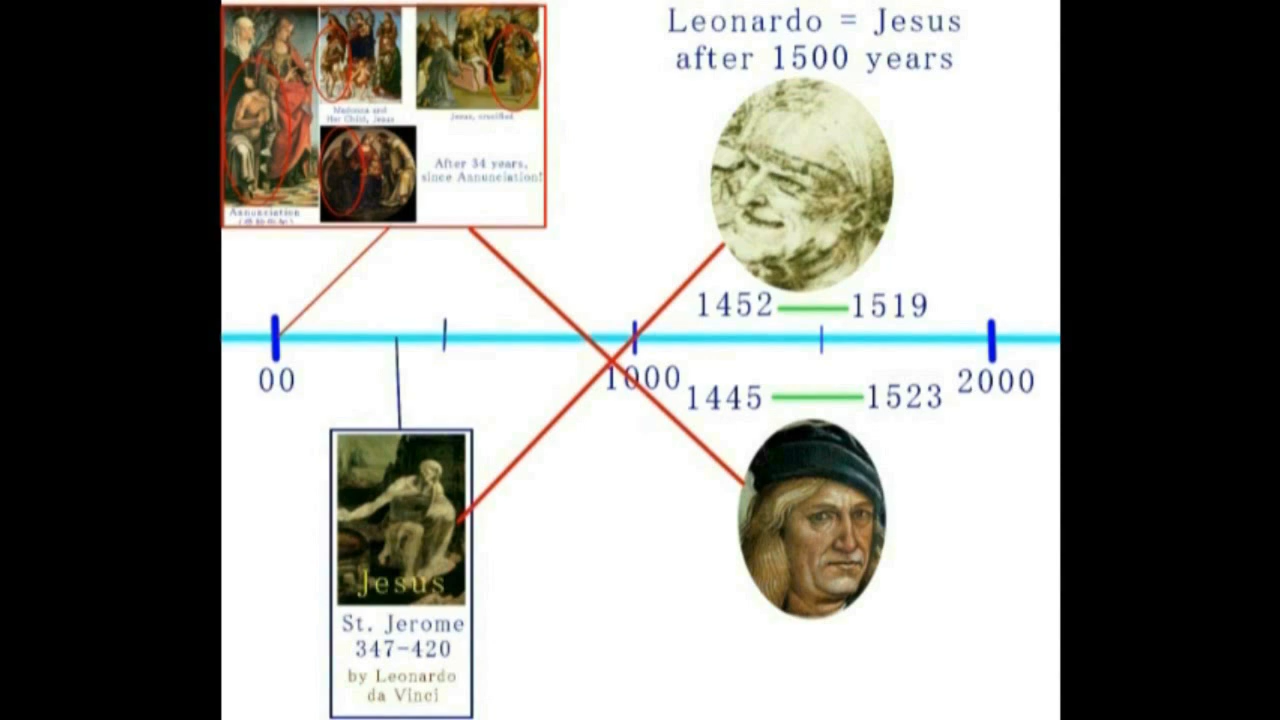 Leonardo = Jesus
after 1500 years
Madonna and
Her Child, Jesus
Jesus, crucified
After 34 years,
since Annunciation!
Annunciation
1452
1519
00
1000
2000
1445
1523
Jesus
St. Jerome
347-420
by Leonardo
da Vinci